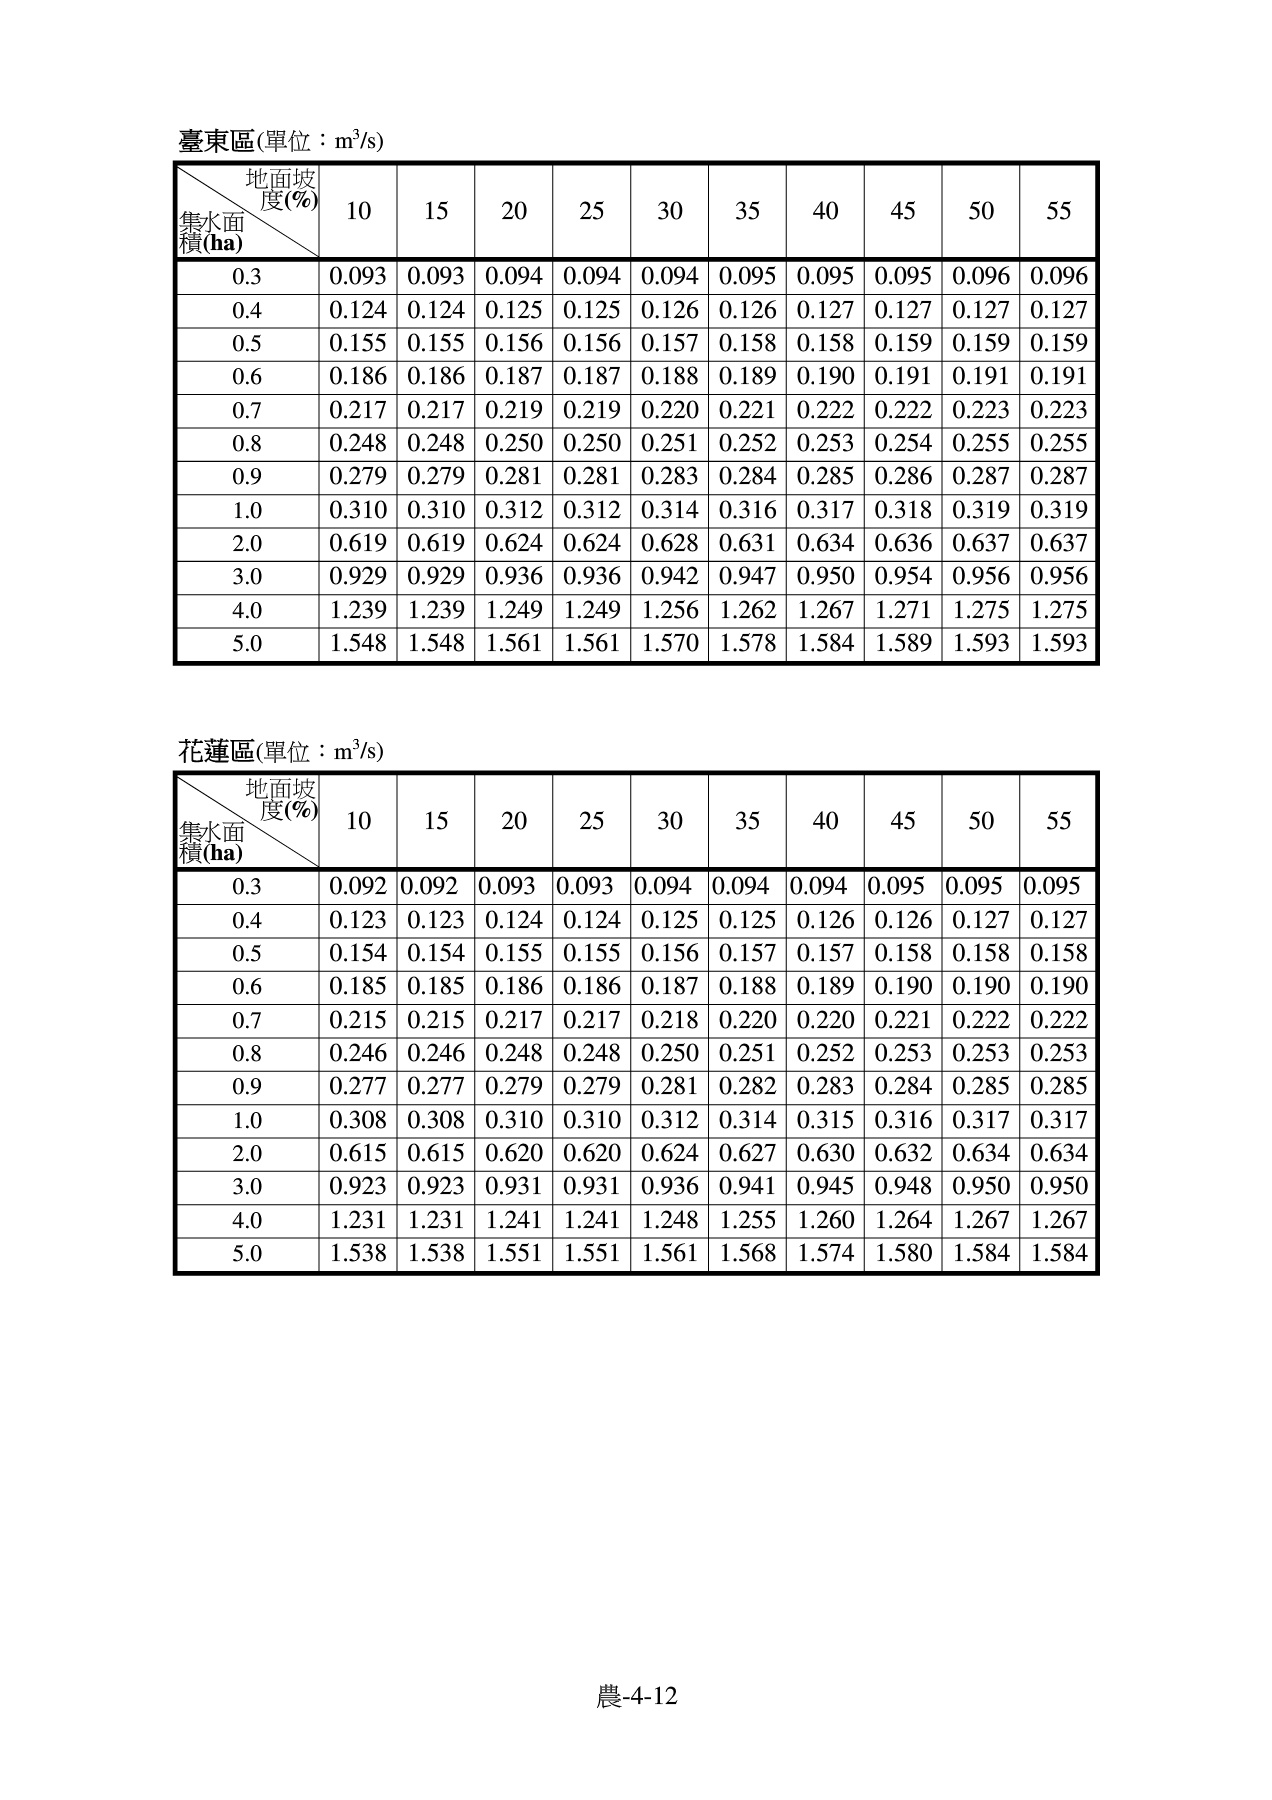 臺東區(單位：m³/s)
地面坡
度(%)
集水面
積(ha)
10 15 20 25 30 35 40 45 50 55
0.3 0.093 0.093 0.094 0.094 0.094 0.095 0.095 0.095 0.096 0.096
0.4 0.124 0.124 0.125 0.125 0.126 0.126 0.127 0.127 0.127 0.127
0.5 0.155 0.155 0.156 0.156 0.157 0.158 0.158 0.159 0.159 0.159
0.6 0.186 0.186 0.187 0.187 0.188 0.189 0.190 0.191 0.191 0.191
0.7 0.217 0.217 0.219 0.219 0.220 0.221 0.222 0.222 0.223 0.223
0.8 0.248 0.248 0.250 0.250 0.251 0.252 0.253 0.254 0.255 0.255
0.9 0.279 0.279 0.281 0.281 0.283 0.284 0.285 0.286 0.287 0.287
1.0 0.310 0.310 0.312 0.312 0.314 0.316 0.317 0.318 0.319 0.319
2.0 0.619 0.619 0.624 0.624 0.628 0.631 0.634 0.636 0.637 0.637
3.0 0.929 0.929 0.936 0.936 0.942 0.947 0.950 0.954 0.956 0.956
4.0 1.239 1.239 1.249 1.249 1.256 1.262 1.267 1.271 1.275 1.275
5.0 1.548 1.548 1.561 1.561 1.570 1.578 1.584 1.589 1.593 1.593
花蓮區(單位：m³/s)
地面坡
度(%)
集水面
積(ha)
10 15 20 25 30 35 40 45 50 55
0.3 0.092 0.092 0.093 0.093 0.094 0.094 0.094 0.095 0.095 0.095
0.4 0.123 0.123 0.124 0.124 0.125 0.125 0.126 0.126 0.127 0.127
0.5 0.154 0.154 0.155 0.155 0.156 0.157 0.157 0.158 0.158 0.158
0.6 0.185 0.185 0.186 0.186 0.187 0.188 0.189 0.190 0.190 0.190
0.7 0.215 0.215 0.217 0.217 0.218 0.220 0.220 0.221 0.222 0.222
0.8 0.246 0.246 0.248 0.248 0.250 0.251 0.252 0.253 0.253 0.253
0.9 0.277 0.277 0.279 0.279 0.281 0.282 0.283 0.284 0.285 0.285
1.0 0.308 0.308 0.310 0.310 0.312 0.314 0.315 0.316 0.317 0.317
2.0 0.615 0.615 0.620 0.620 0.624 0.627 0.630 0.632 0.634 0.634
3.0 0.923 0.923 0.931 0.931 0.936 0.941 0.945 0.948 0.950 0.950
4.0 1.231 1.231 1.241 1.241 1.248 1.255 1.260 1.264 1.267 1.267
5.0 1.538 1.538 1.551 1.551 1.561 1.568 1.574 1.580 1.584 1.584
農-4-12